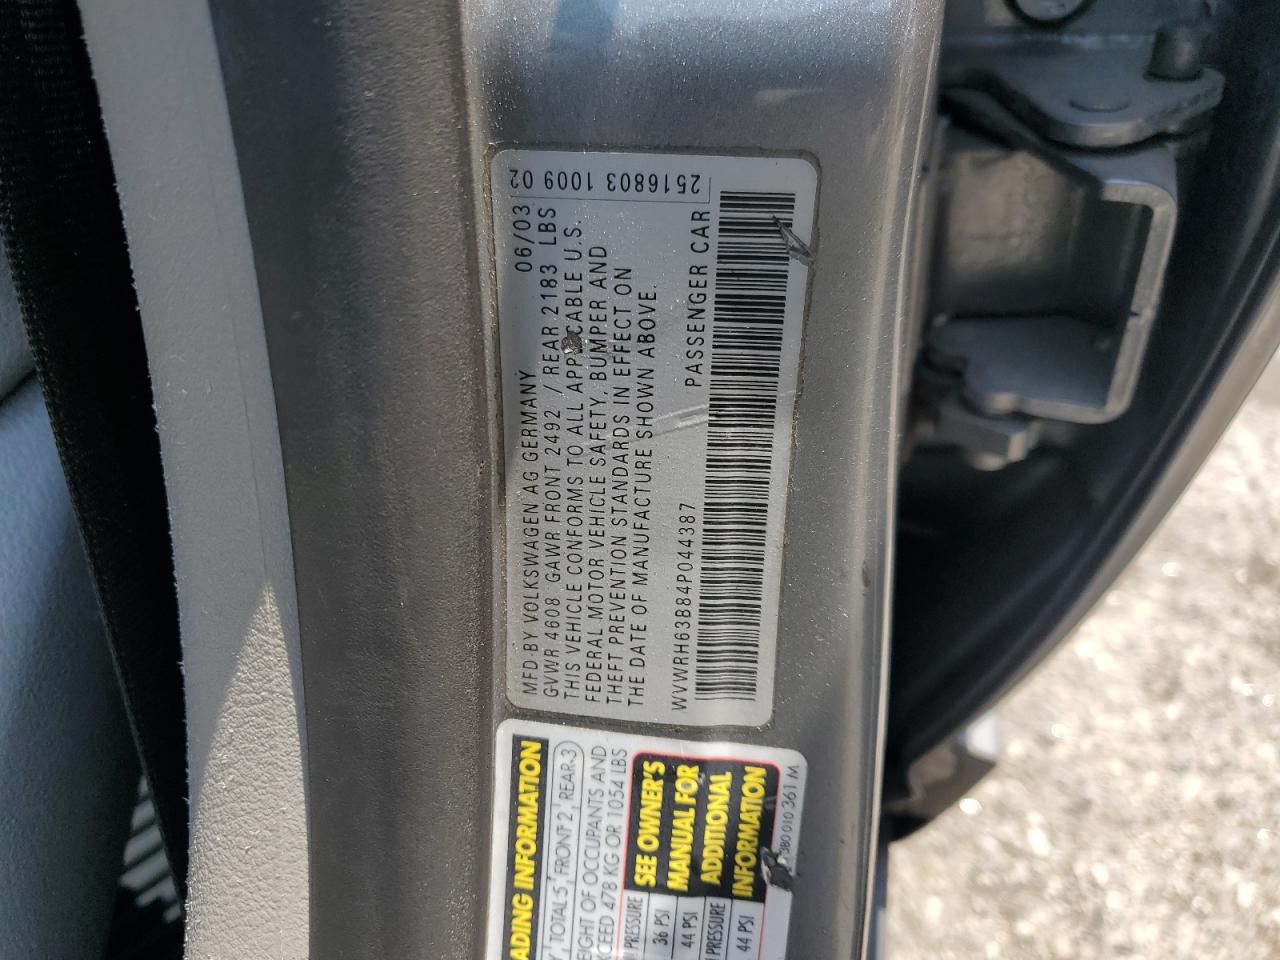 MFD·BY VOLKSWAGEN AG GERMANY 06/03
GVWR 4608 GAWR FRONT 2492 / REAR 2183 LBS
THIS VEHICLE CONFORMS TO ALL APPLICABLE U.S.
FEDERAL MOTOR VEHICLE SAFETY, BUMPER AND
THEFT PREVENTION STANDARDS IN EFFECT ON
THE DATE OF MANUFACTURE SHOWN ABOVE.
WVWRH63B84P044387 PASSENGER CAR
2516803 1009 02
ADING INFORMATION
Y TOTAL 5, FRONT 2, REAR 3
EIGHT OF OCCUPANTS AND
XCEED 478 KG OR 1054 LBS
PRESSURE
36 PSI
44 PSI
PRESSURE
44 PSI
SEE OWNER'S
MANUAL FOR
ADDITIONAL
INFORMATION
3B0 010 361 M